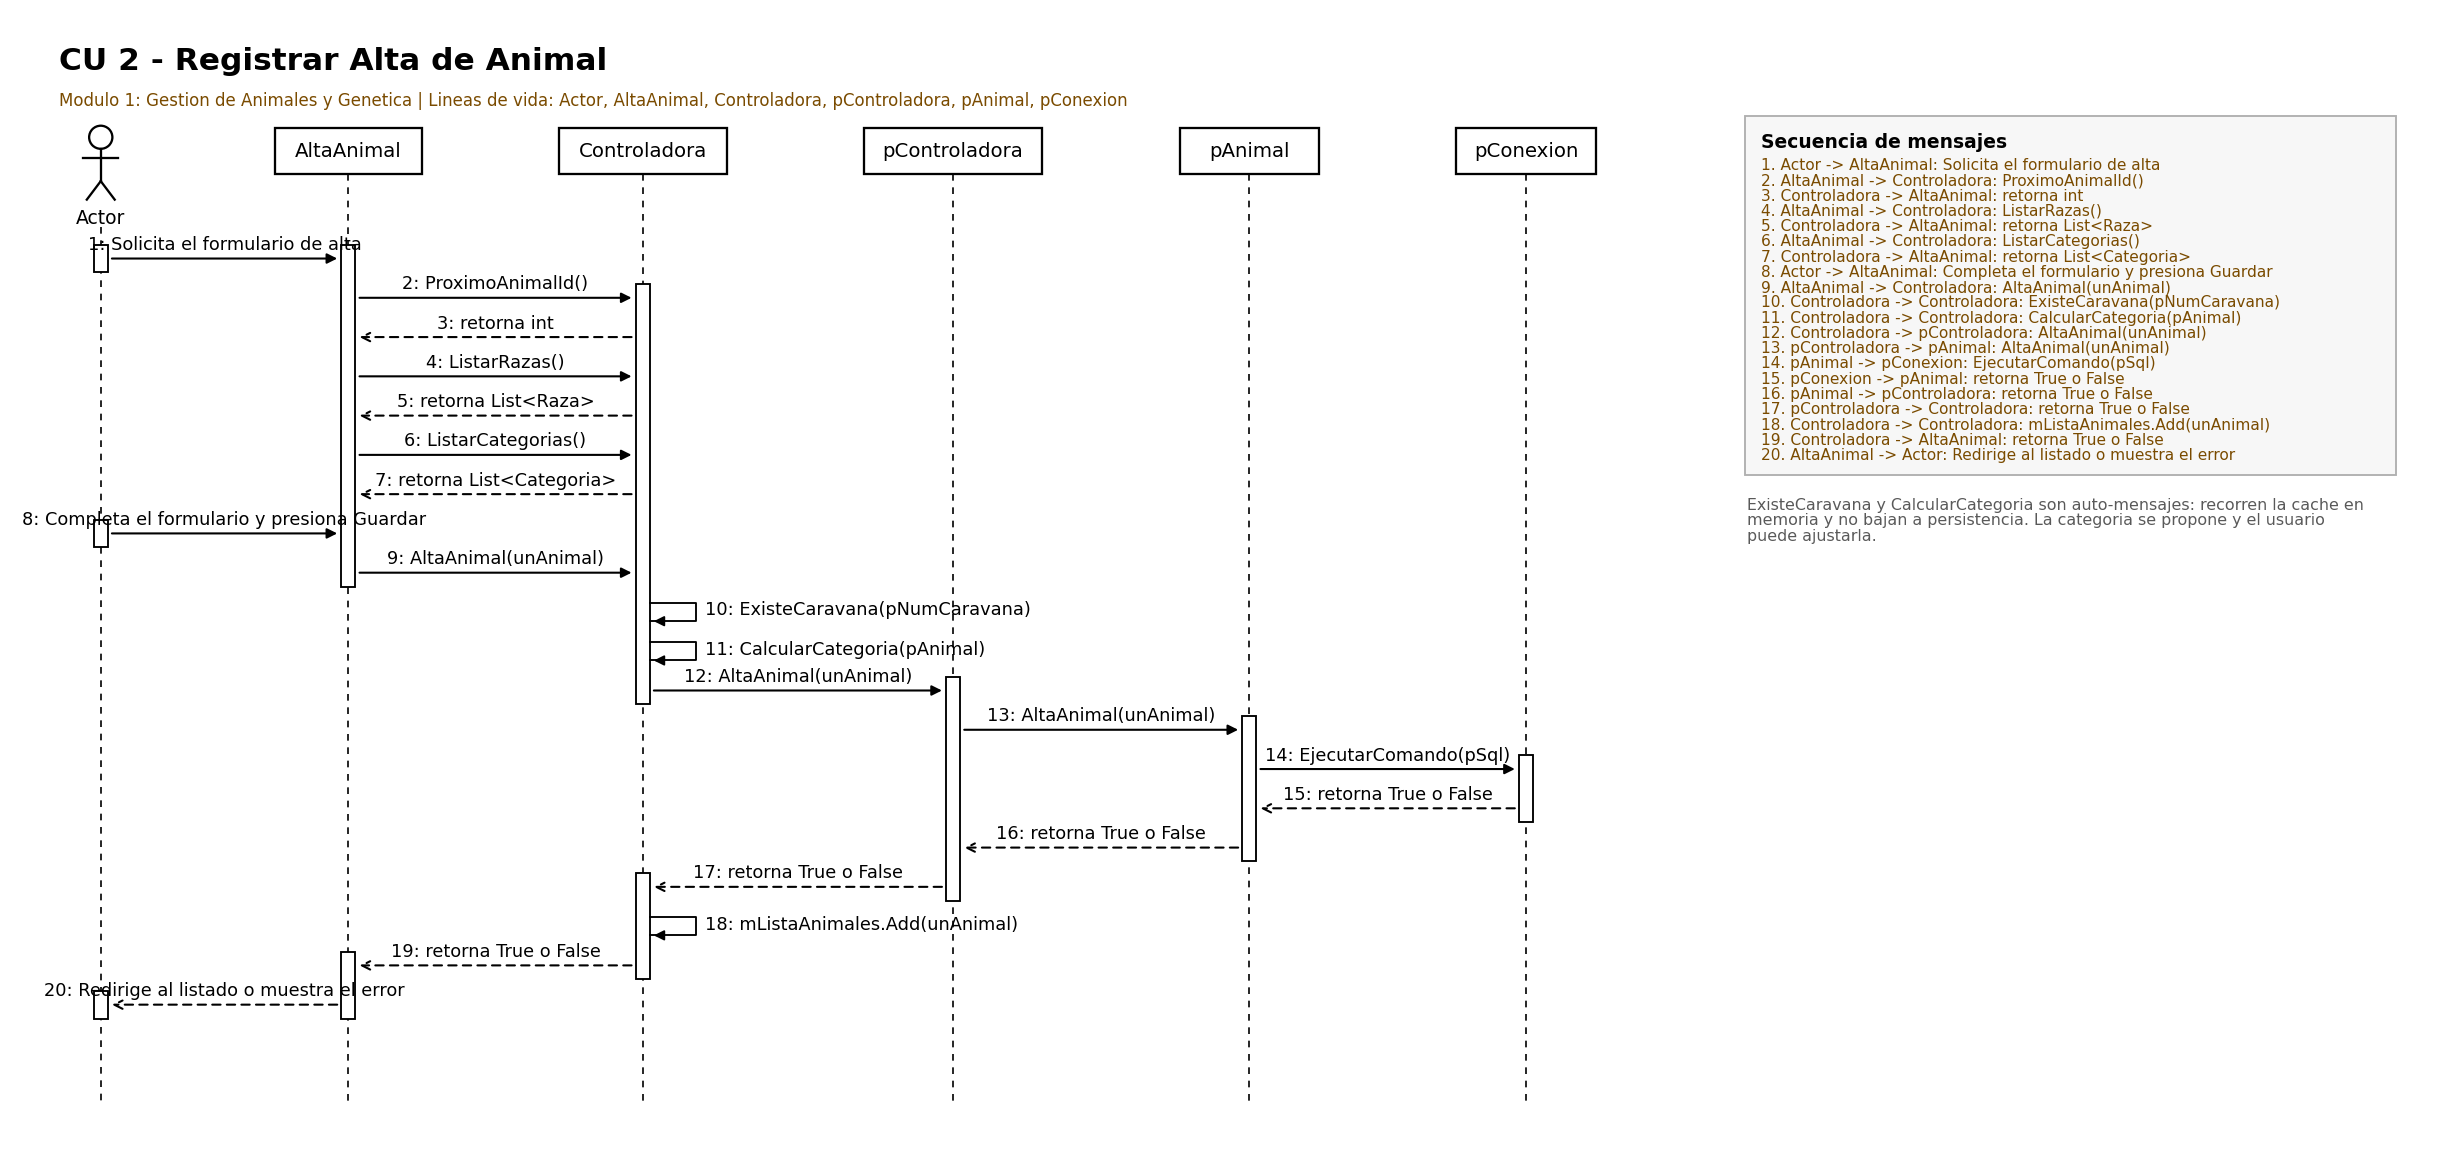 CU 2 - Registrar Alta de Animal
Modulo 1: Gestion de Animales y Genetica | Lineas de vida: Actor, AltaAnimal, Controladora, pControladora, pAnimal, pConexion
Actor
AltaAnimal
Controladora
pControladora
pAnimal
pConexion
1: Solicita el formulario de alta
2: ProximoAnimalId()
3: retorna int
4: ListarRazas()
5: retorna List<Raza>
6: ListarCategorias()
7: retorna List<Categoria>
8: Completa el formulario y presiona Guardar
9: AltaAnimal(unAnimal)
10: ExisteCaravana(pNumCaravana)
11: CalcularCategoria(pAnimal)
12: AltaAnimal(unAnimal)
13: AltaAnimal(unAnimal)
14: EjecutarComando(pSql)
15: retorna True o False
16: retorna True o False
17: retorna True o False
18: mListaAnimales.Add(unAnimal)
19: retorna True o False
20: Redirige al listado o muestra el error
Secuencia de mensajes
1. Actor -> AltaAnimal: Solicita el formulario de alta
2. AltaAnimal -> Controladora: ProximoAnimalId()
3. Controladora -> AltaAnimal: retorna int
4. AltaAnimal -> Controladora: ListarRazas()
5. Controladora -> AltaAnimal: retorna List<Raza>
6. AltaAnimal -> Controladora: ListarCategorias()
7. Controladora -> AltaAnimal: retorna List<Categoria>
8. Actor -> AltaAnimal: Completa el formulario y presiona Guardar
9. AltaAnimal -> Controladora: AltaAnimal(unAnimal)
10. Controladora -> Controladora: ExisteCaravana(pNumCaravana)
11. Controladora -> Controladora: CalcularCategoria(pAnimal)
12. Controladora -> pControladora: AltaAnimal(unAnimal)
13. pControladora -> pAnimal: AltaAnimal(unAnimal)
14. pAnimal -> pConexion: EjecutarComando(pSql)
15. pConexion -> pAnimal: retorna True o False
16. pAnimal -> pControladora: retorna True o False
17. pControladora -> Controladora: retorna True o False
18. Controladora -> Controladora: mListaAnimales.Add(unAnimal)
19. Controladora -> AltaAnimal: retorna True o False
20. AltaAnimal -> Actor: Redirige al listado o muestra el error
ExisteCaravana y CalcularCategoria son auto-mensajes: recorren la cache en
memoria y no bajan a persistencia. La categoria se propone y el usuario
puede ajustarla.